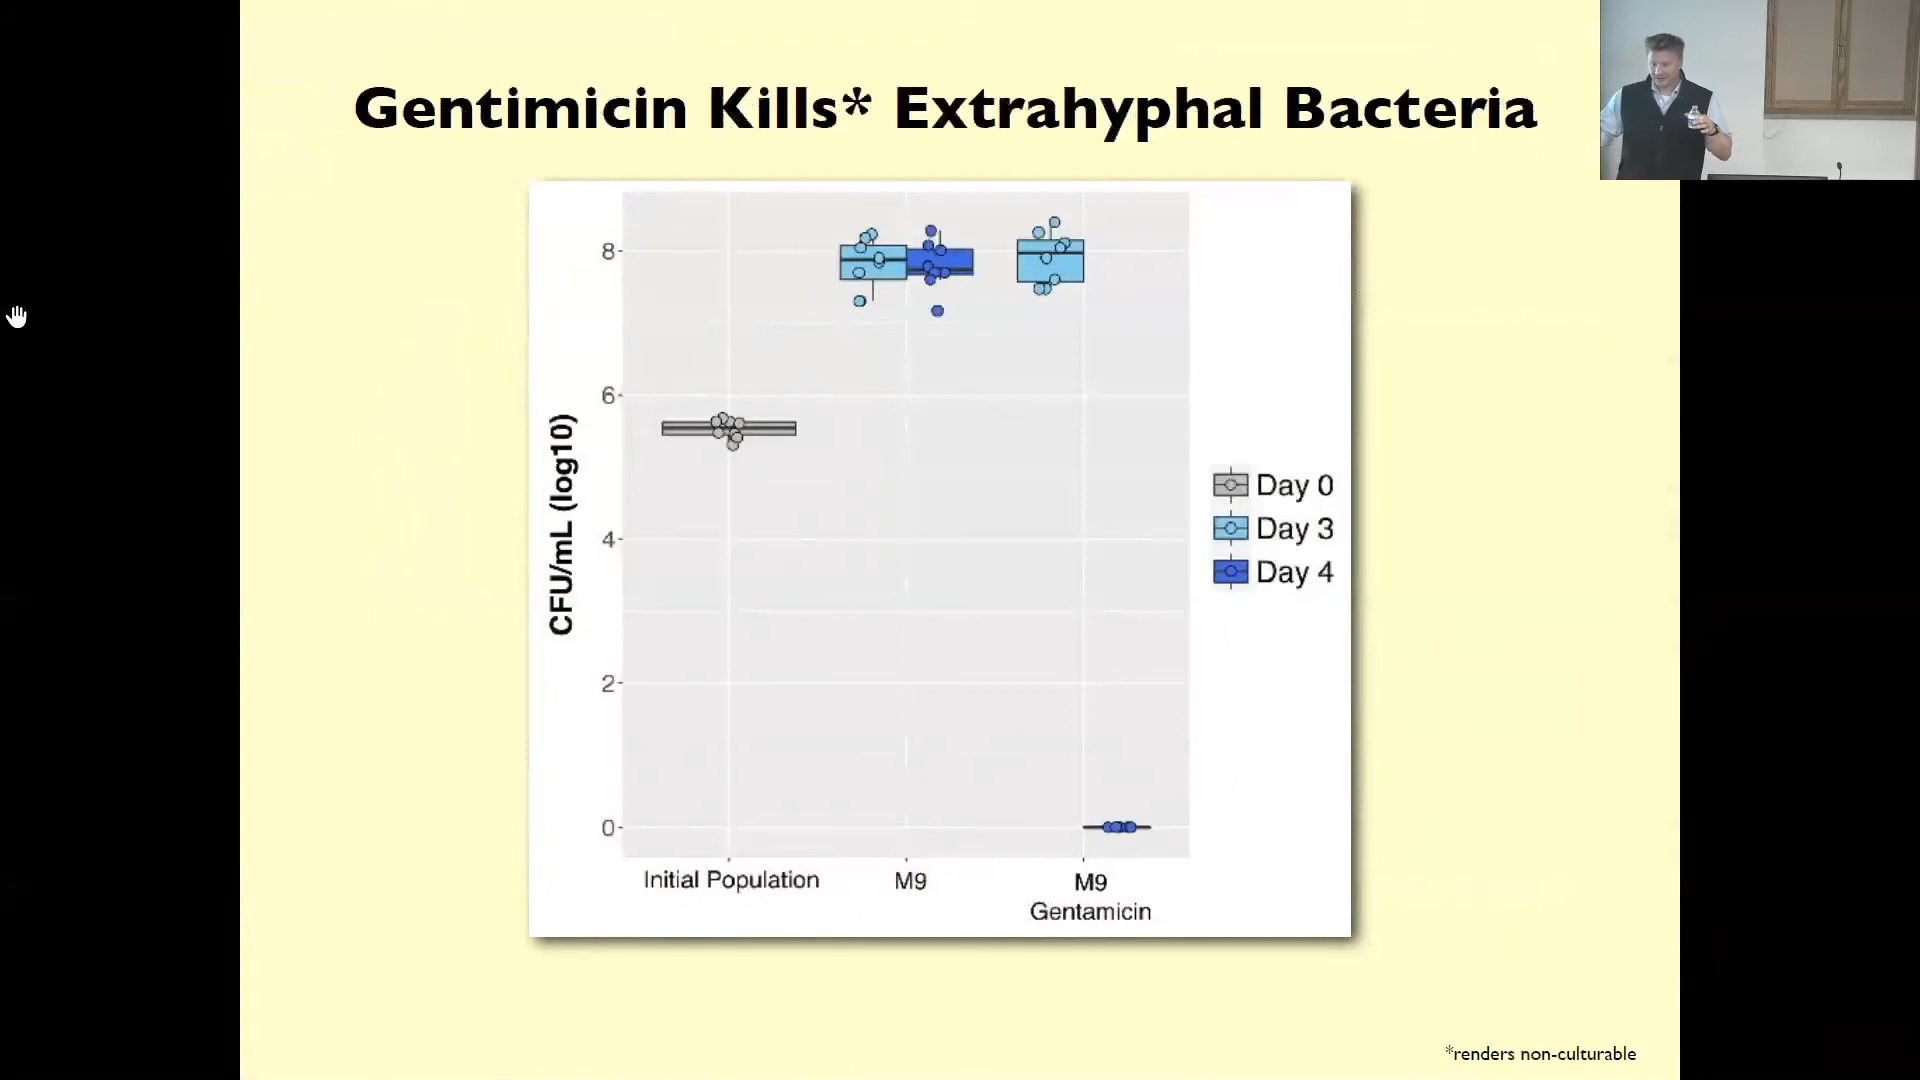 Gentimicin Kills* Extrahyphal Bacteria
CFU/mL (log10)
8
6
4
2
0
Initial Population
M9
M9
Gentamicin
Day 0
Day 3
Day 4
*renders non-culturable